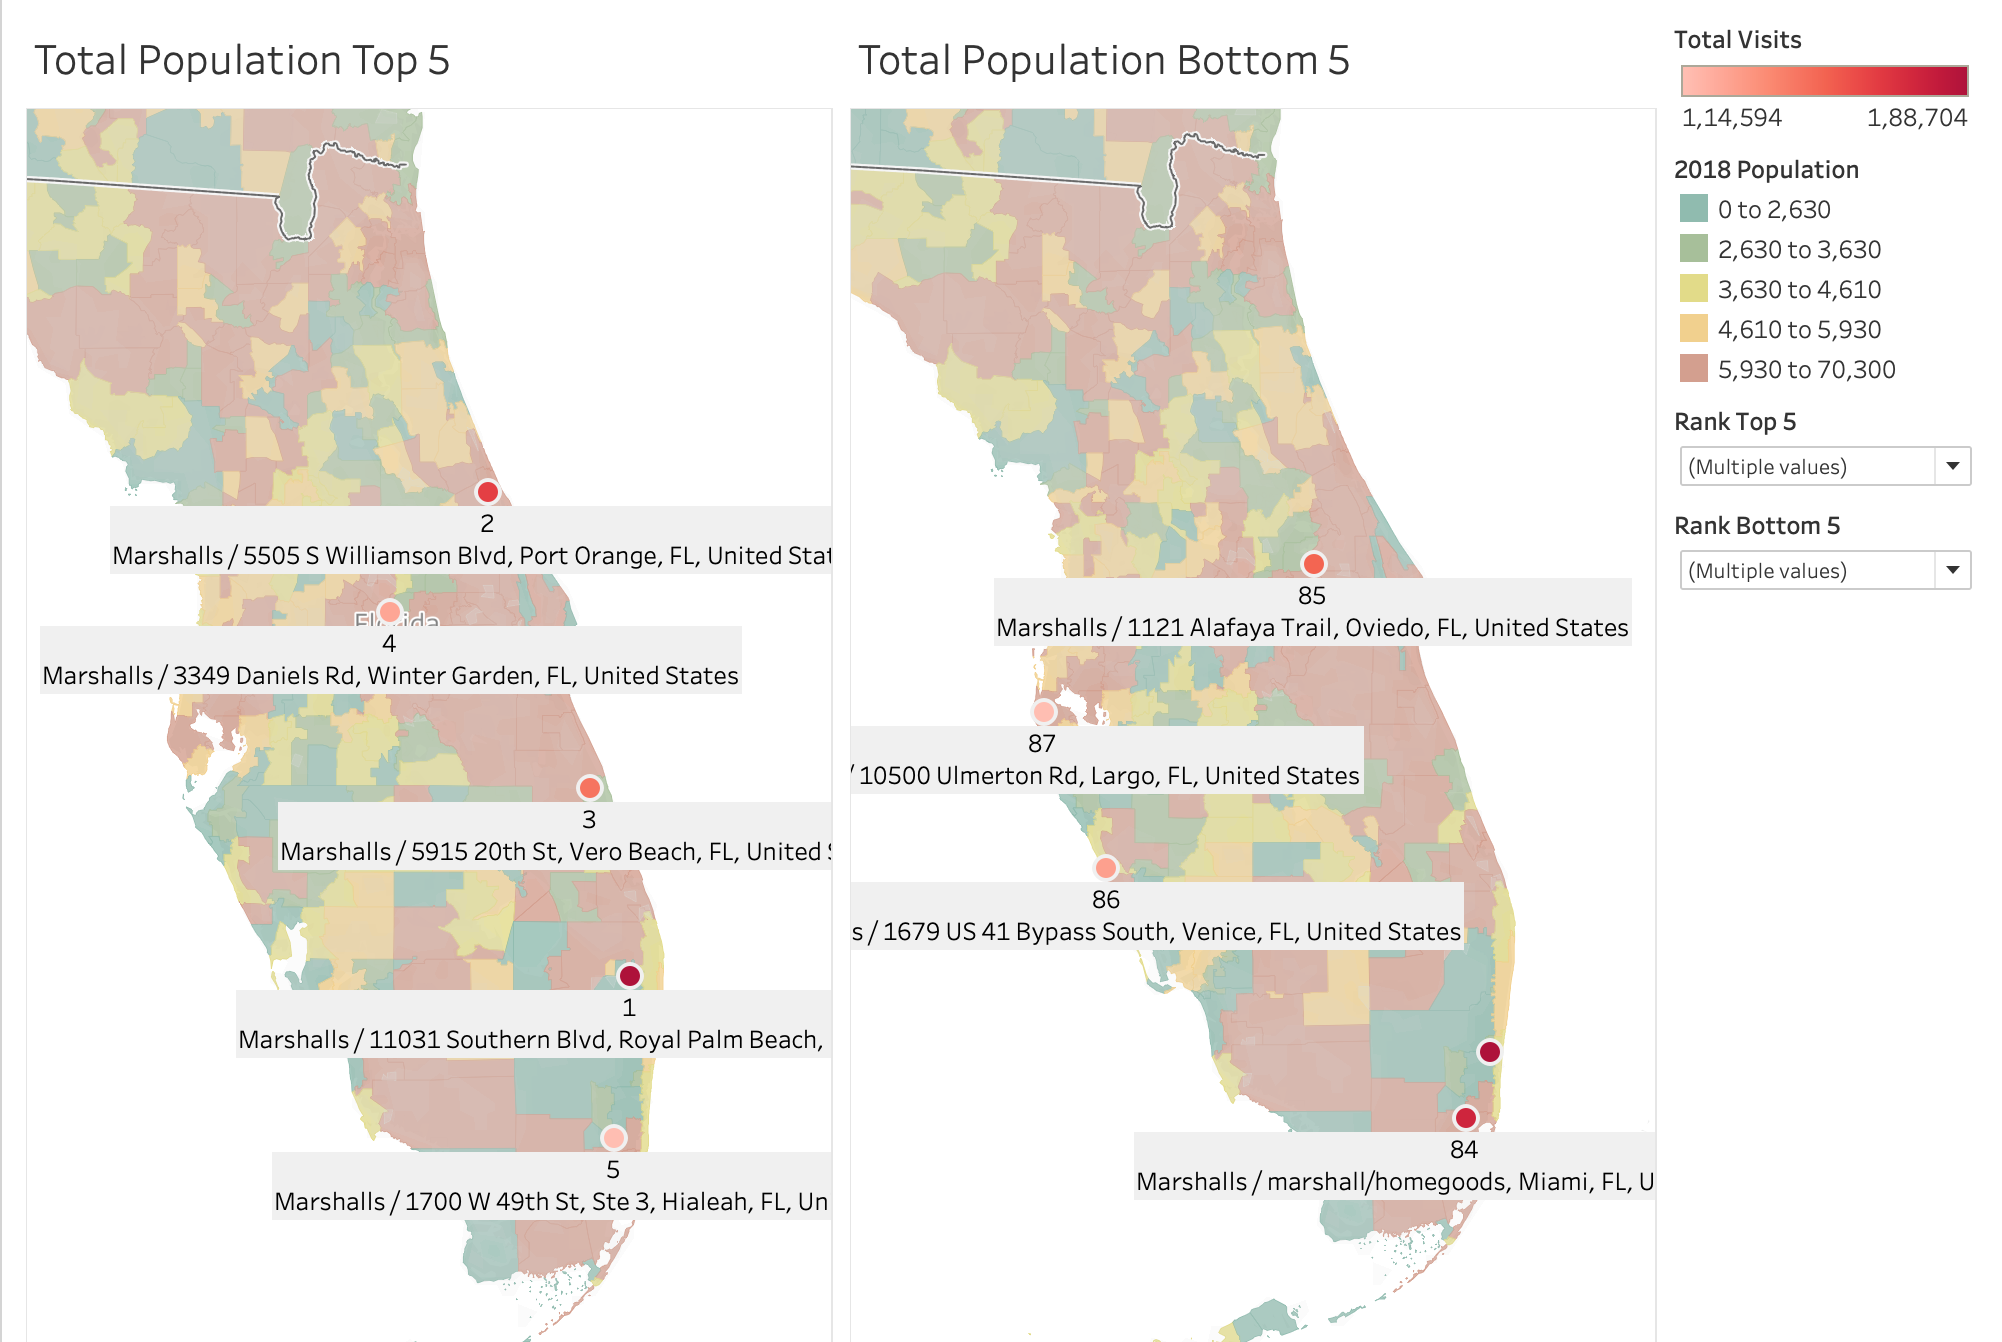 Total Population Top 5
2
Marshalls / 5505 S Williamson Blvd, Port Orange, FL, United Stat
Florida
4
Marshalls / 3349 Daniels Rd, Winter Garden, FL, United States
3
Marshalls / 5915 20th St, Vero Beach, FL, United S
1
Marshalls / 11031 Southern Blvd, Royal Palm Beach,
5
Marshalls / 1700 W 49th St, Ste 3, Hialeah, FL, Un
Total Population Bottom 5
85
Marshalls / 1121 Alafaya Trail, Oviedo, FL, United States
87
/ 10500 Ulmerton Rd, Largo, FL, United States
86
s / 1679 US 41 Bypass South, Venice, FL, United States
84
Marshalls / marshall/homegoods, Miami, FL, U
Total Visits
1,14,594 1,88,704
2018 Population
0 to 2,630
2,630 to 3,630
3,630 to 4,610
4,610 to 5,930
5,930 to 70,300
Rank Top 5
(Multiple values)
Rank Bottom 5
(Multiple values)